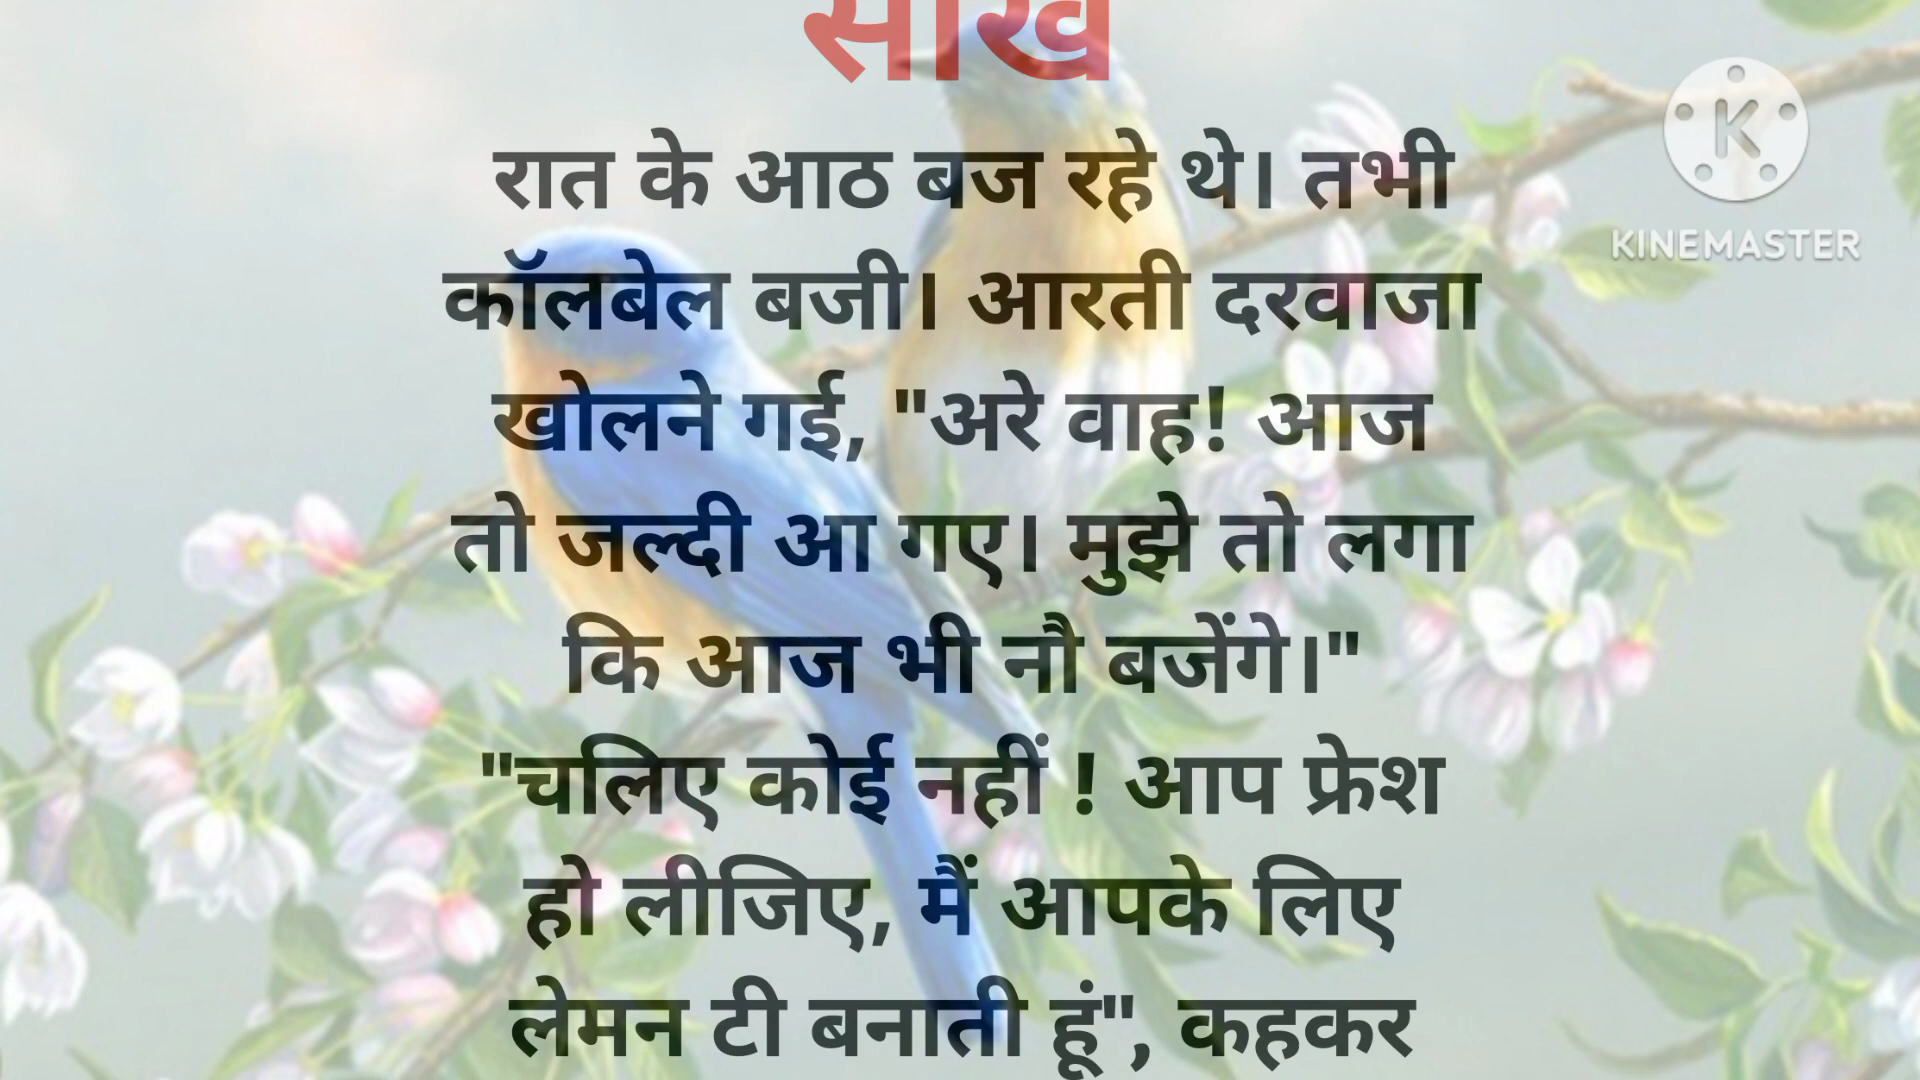 रात के आठ बज रहे थे। तभी
कॉलबेल बजी। आरती दरवाजा
खोलने गई, "अरे वाह! आज
तो जल्दी आ गए। मुझे तो लगा
कि आज भी नौ बजेंगे।"
"चलिए कोई नहीं ! आप फ्रेश
हो लीजिए, मैं आपके लिए
लेमन टी बनाती हूं", कहकर
K
KINEMASTER